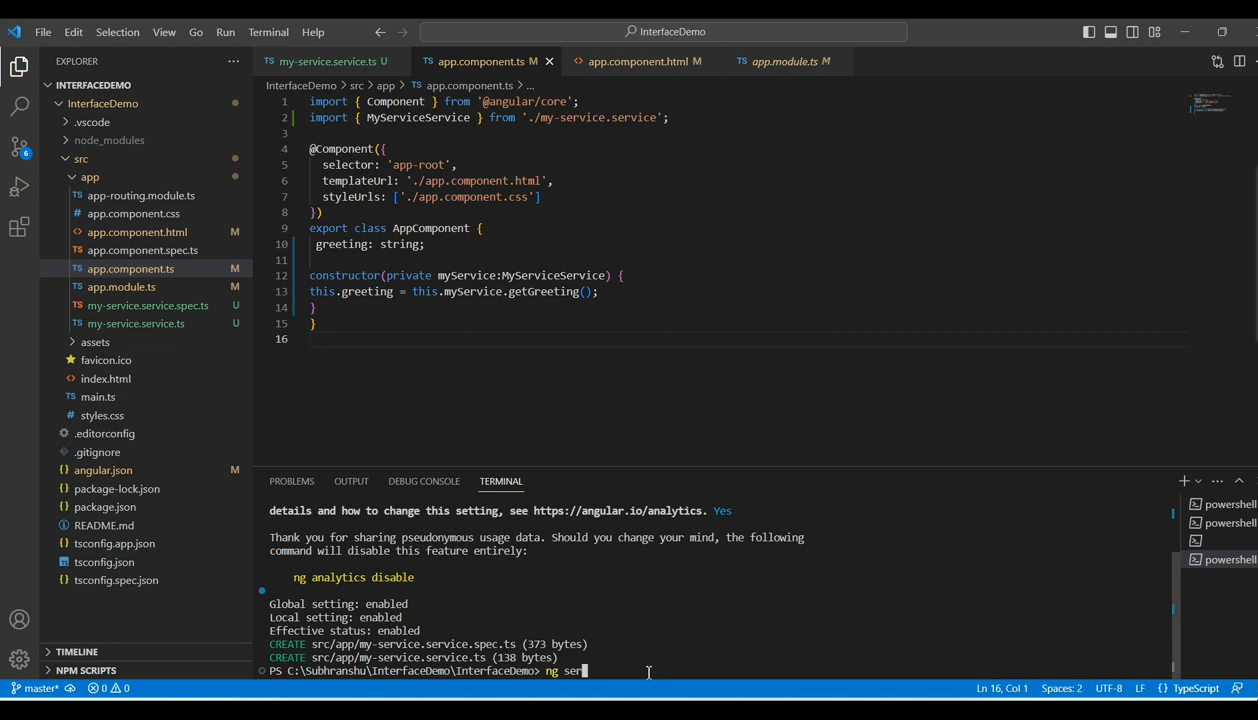 File Edit Selection View Go Run Terminal Help
InterfaceDemo
EXPLORER
INTERFACEDEMO
InterfaceDemo
.vscode
node_modules
src
app
app-routing.module.ts
app.component.css
app.component.html M
app.component.spec.ts
app.component.ts M
app.module.ts M
my-service.service.spec.ts U
my-service.service.ts U
assets
favicon.ico
index.html
main.ts
styles.css
.editorconfig
.gitignore
angular.json M
package-lock.json
package.json
README.md
tsconfig.app.json
tsconfig.json
tsconfig.spec.json
TIMELINE
NPM SCRIPTS
6
my-service.service.ts U
app.component.ts M
app.component.html M
app.module.ts M
InterfaceDemo > src > app > TS app.component.ts > ...
1 import { Component } from '@angular/core';
2 import { MyServiceService } from './my-service.service';
3
4 @Component({
5 selector: 'app-root',
6 templateUrl: './app.component.html',
7 styleUrls: ['./app.component.css']
8 })
9 export class AppComponent {
10 greeting: string;
11
12 constructor(private myService:MyServiceService) {
13 this.greeting = this.myService.getGreeting();
14 }
15 }
16
PROBLEMS OUTPUT DEBUG CONSOLE TERMINAL
details and how to change this setting, see https://angular.io/analytics. Yes
Thank you for sharing pseudonymous usage data. Should you change your mind, the following
command will disable this feature entirely:
ng analytics disable
Global setting: enabled
Local setting: enabled
Effective status: enabled
CREATE src/app/my-service.service.spec.ts (373 bytes)
CREATE src/app/my-service.service.ts (138 bytes)
PS C:\Subhranshu\InterfaceDemo\InterfaceDemo> ng ser
powershell
powershell
powershell
master* 0 0 Ln 16, Col 1 Spaces: 2 UTF-8 LF {} TypeScript